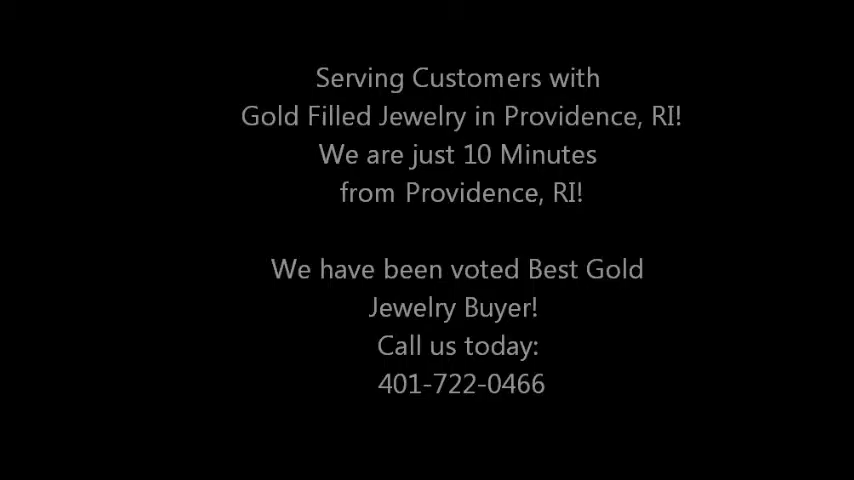 Serving Customers with
Gold Filled Jewelry in Providence, RI!
We are just 10 Minutes
from Providence, RI!
We have been voted Best Gold
Jewelry Buyer!
Call us today:
401-722-0466